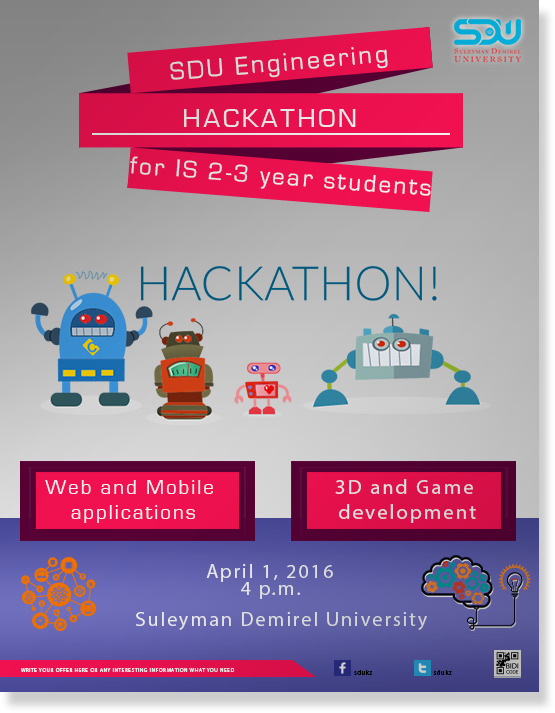 SDU
SULEYMAN DEMIREL
UNIVERSITY
SDU Engineering
HACKATHON
for IS 2-3 year students
HACKATHON!
Web and Mobile
applications
3D and Game
development
April 1, 2016
4 p.m.
Suleyman Demirel University
WRITE YOUR OFFER HERE OR ANY INTERESTING INFORMATION WHAT YOU NEED
f sdukz
t sdukz
BIDI
CODE